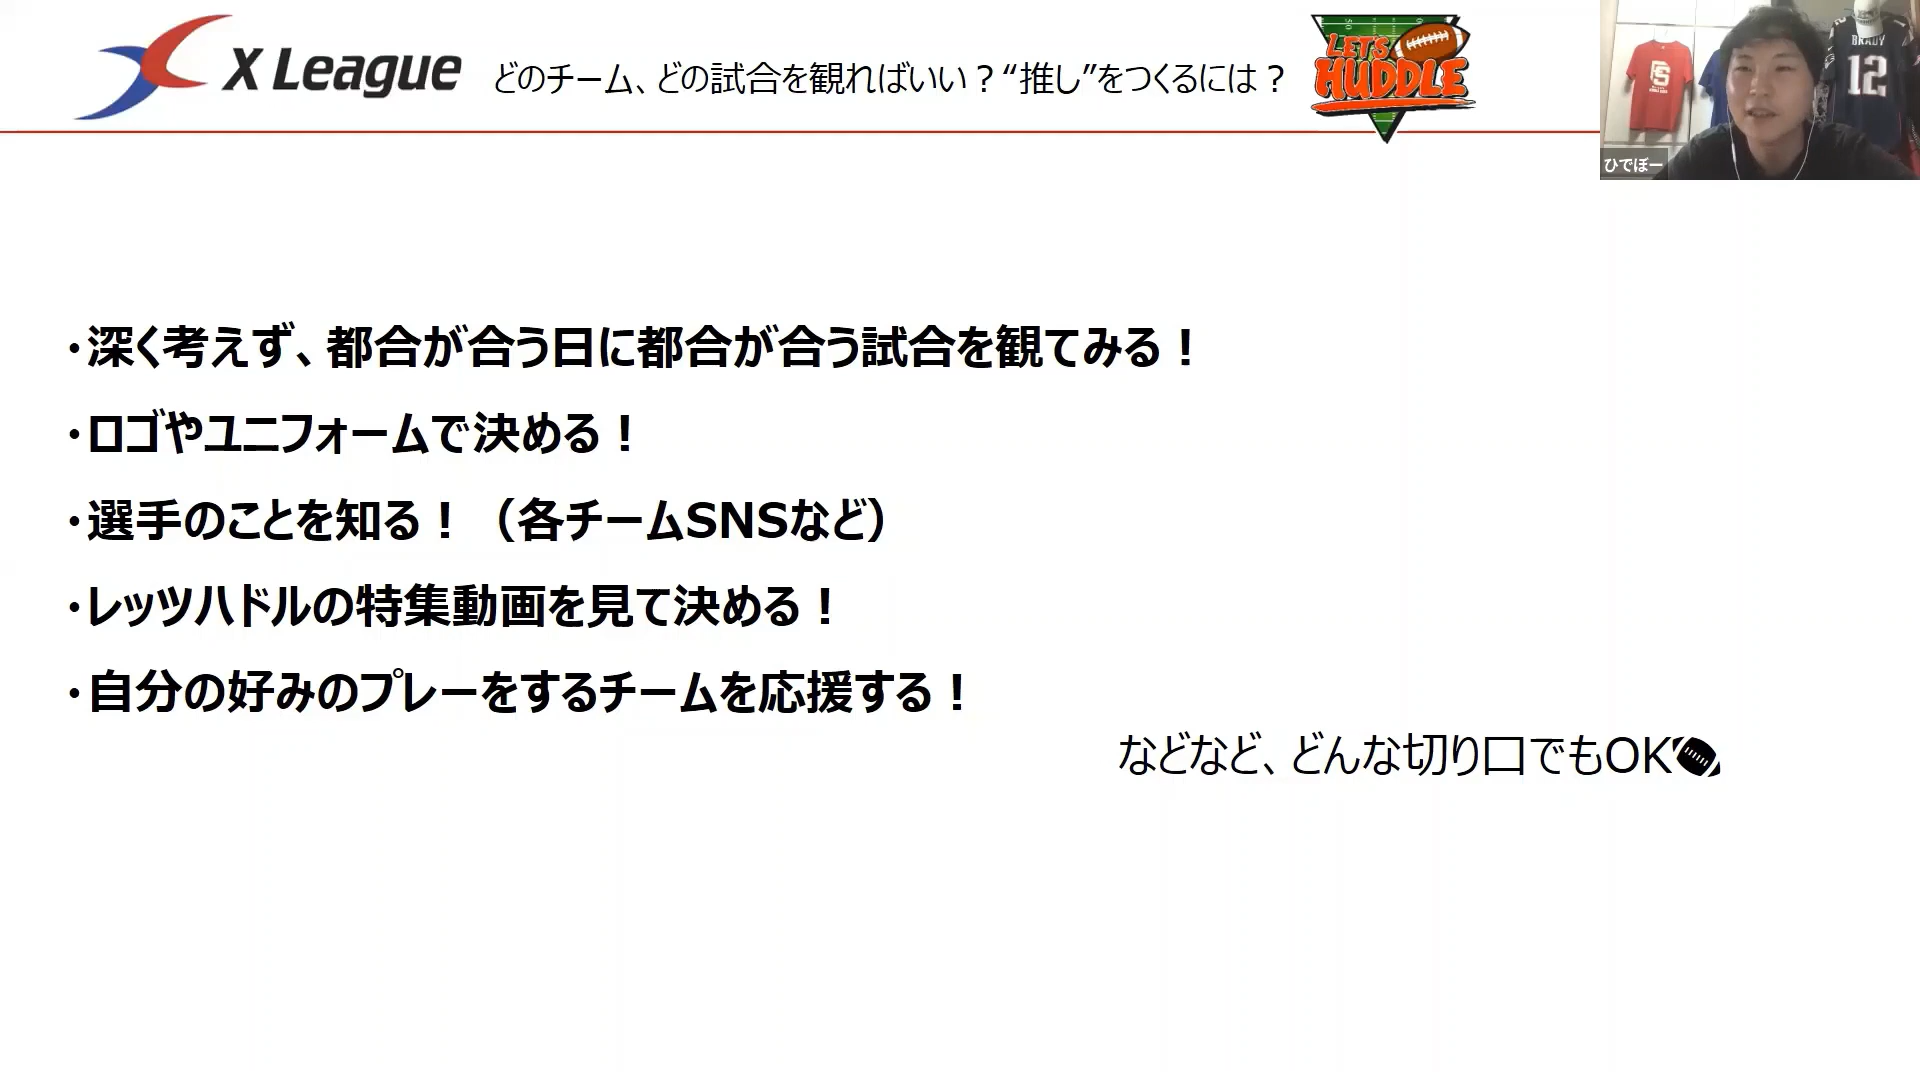 X League
どのチーム、どの試合を観ればいい？“推し”をつくるには？
LET'S
HUDDLE
BRADY
12
ひでぼー
・深く考えず、都合が合う日に都合が合う試合を観てみる！
・ロゴやユニフォームで決める！
・選手のことを知る！（各チームSNSなど）
・レッツハドルの特集動画を見て決める！
・自分の好みのプレーをするチームを応援する！
などなど、どんな切り口でもOK🏈